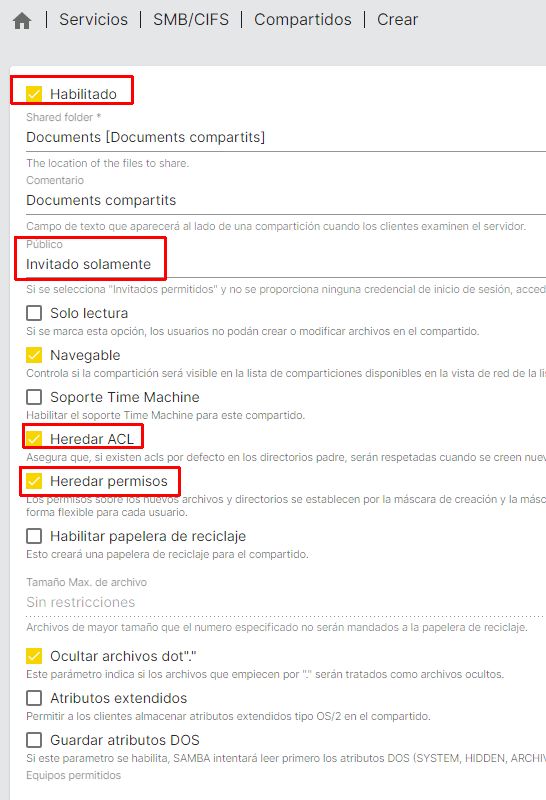 Servicios | SMB/CIFS | Compartidos | Crear
Habilitado
Shared folder *
Documents [Documents compartits]
The location of the files to share.
Comentario
Documents compartits
Campo de texto que aparecerá al lado de una compartición cuando los clientes examinen el servidor.
Público
Invitado solamente
Si se selecciona "Invitados permitidos" y no se proporciona ninguna credencial de inicio de sesión, acced
Solo lectura
Si se marca esta opción, los usuarios no podán crear o modificar archivos en el compartido.
Navegable
Controla si la compartición será visible en la lista de comparticiones disponibles en la vista de red de la lis
Soporte Time Machine
Habilitar el soporte Time Machine para este compartido.
Heredar ACL
Asegura que, si existen acls por defecto en los directorios padre, serán respetadas cuando se creen nuev
Heredar permisos
Los permisos sobre los nuevos archivos y directorios se establecen por la máscara de creación y la másc
forma flexible para cada usuario.
Habilitar papelera de reciclaje
Esto creará una papelera de reciclaje para el compartido.
Tamaño Max. de archivo
Sin restricciones
Archivos de mayor tamaño que el numero especificado no serán mandados a la papelera de reciclaje.
Ocultar archivos dot"."
Este parámetro indica si los archivos que empiecen por "." serán tratados como archivos ocultos.
Atributos extendidos
Permitir a los clientes almacenar atributos extendidos tipo OS/2 en el compartido.
Guardar atributos DOS
Si este parametro se habilita, SAMBA intentará leer primero los atributos DOS (SYSTEM, HIDDEN, ARCHIV
Equipos permitidos